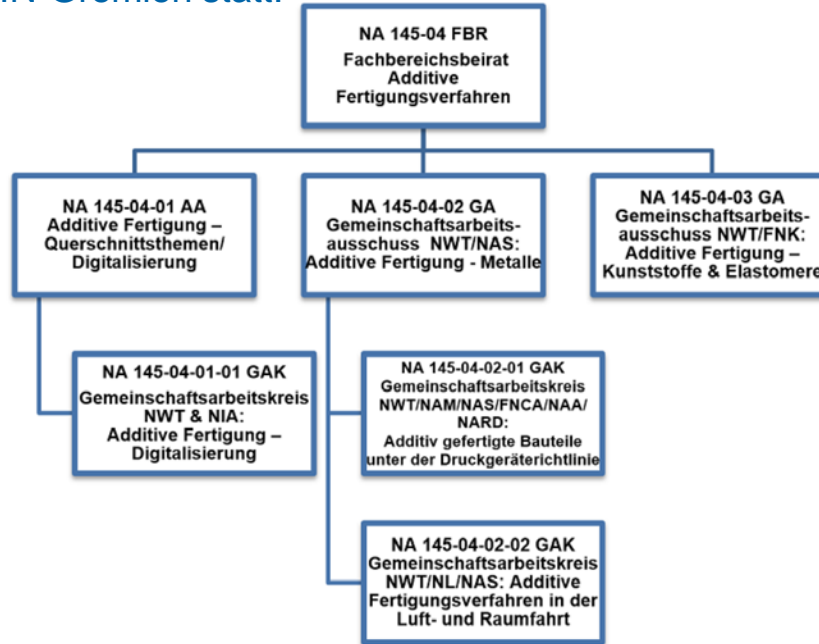 Gremien statt.
NA 145-04 FBR
Fachbereichsbeirat
Additive
Fertigungsverfahren
NA 145-04-01 AA
Additive Fertigung –
Querschnittsthemen/
Digitalisierung
NA 145-04-02 GA
Gemeinschaftsarbeits-
ausschuss NWT/NAS:
Additive Fertigung - Metalle
NA 145-04-03 GA
Gemeinschaftsarbeits-
ausschuss NWT/FNK:
Additive Fertigung –
Kunststoffe & Elastomere
NA 145-04-01-01 GAK
Gemeinschaftsarbeitskreis
NWT & NIA:
Additive Fertigung –
Digitalisierung
NA 145-04-02-01 GAK
Gemeinschaftsarbeitskreis
NWT/NAM/NAS/FNCA/NAA/
NARD:
Additiv gefertigte Bauteile
unter der Druckgeräterichtlinie
NA 145-04-02-02 GAK
Gemeinschaftsarbeitskreis
NWT/NL/NAS: Additive
Fertigungsverfahren in der
Luft- und Raumfahrt